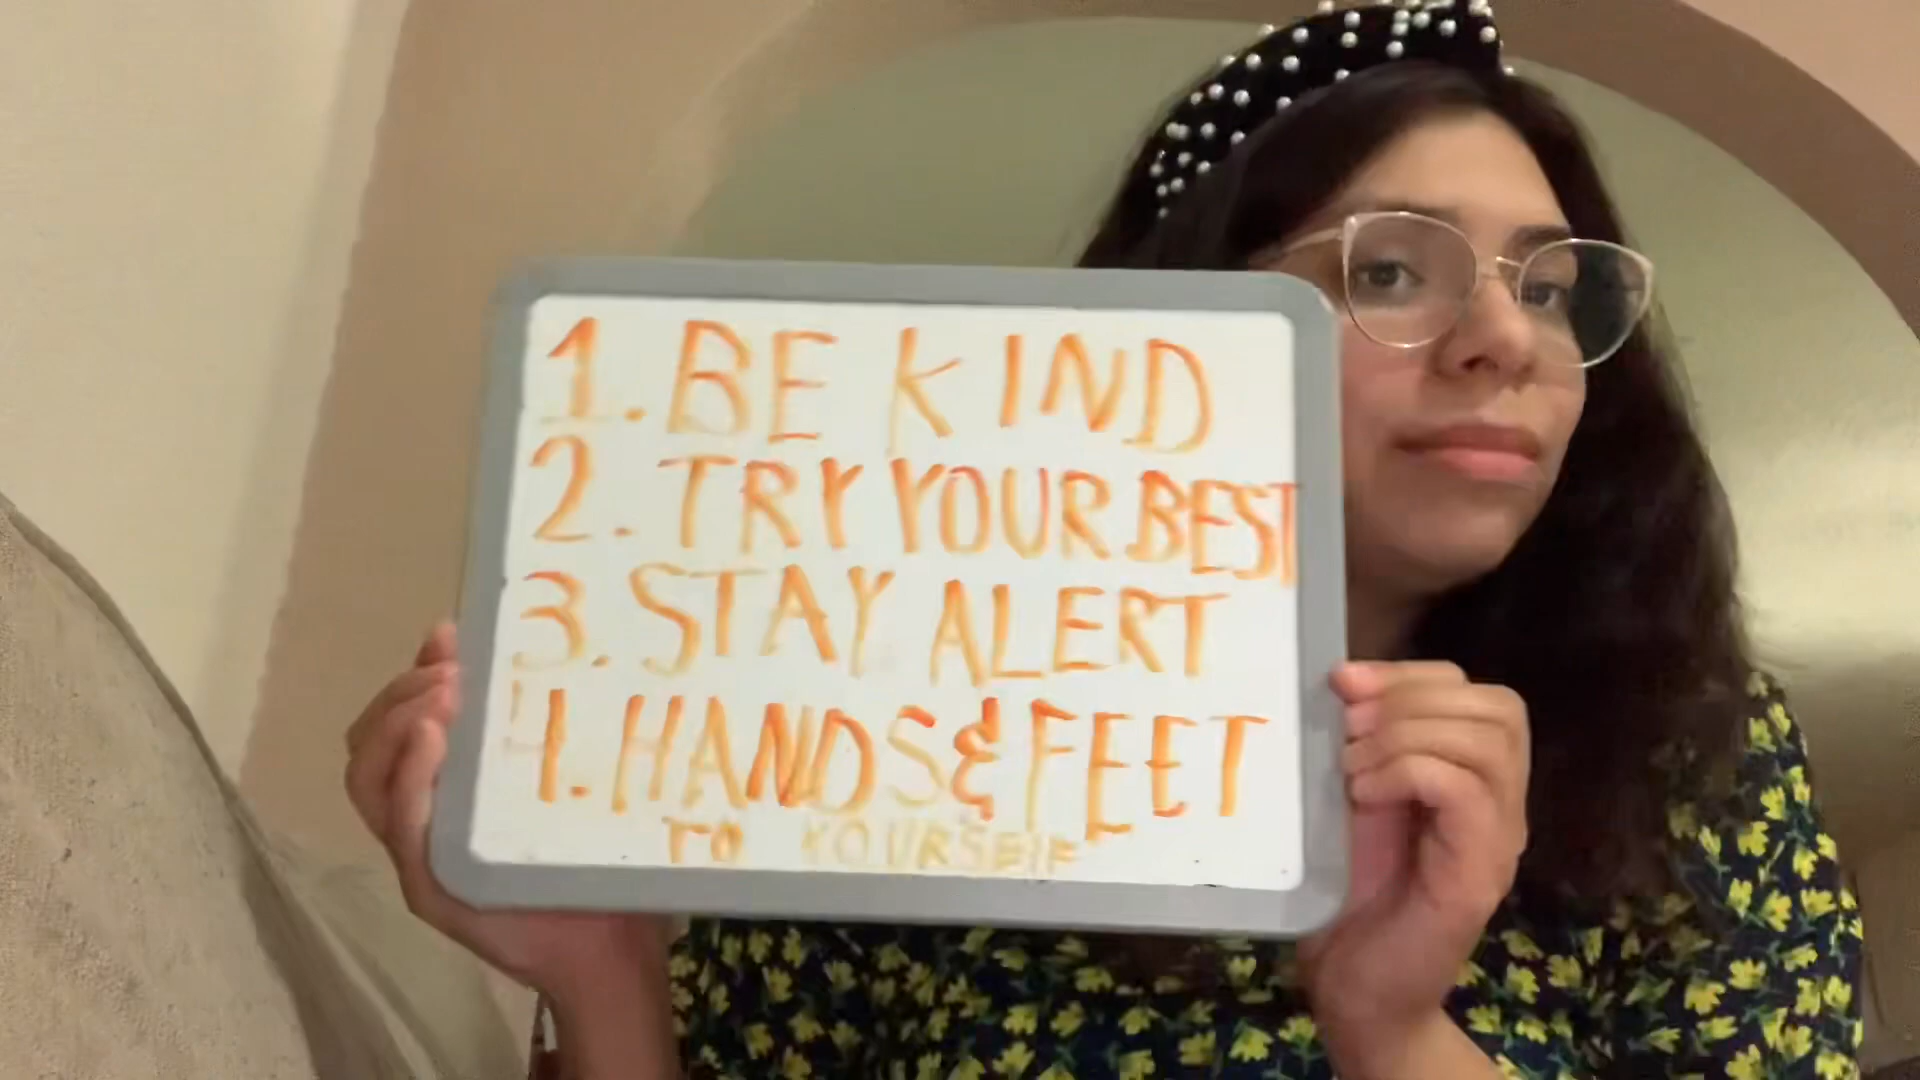 1. BE KIND
2. TRY YOUR BEST
3. STAY ALERT
4. HANDS & FEET
TO YOURSELF